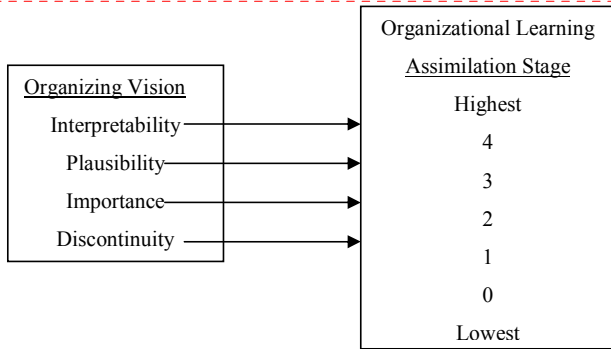 Organizing Vision
Interpretability
Plausibility
Importance
Discontinuity
Organizational Learning
Assimilation Stage
Highest
4
3
2
1
0
Lowest